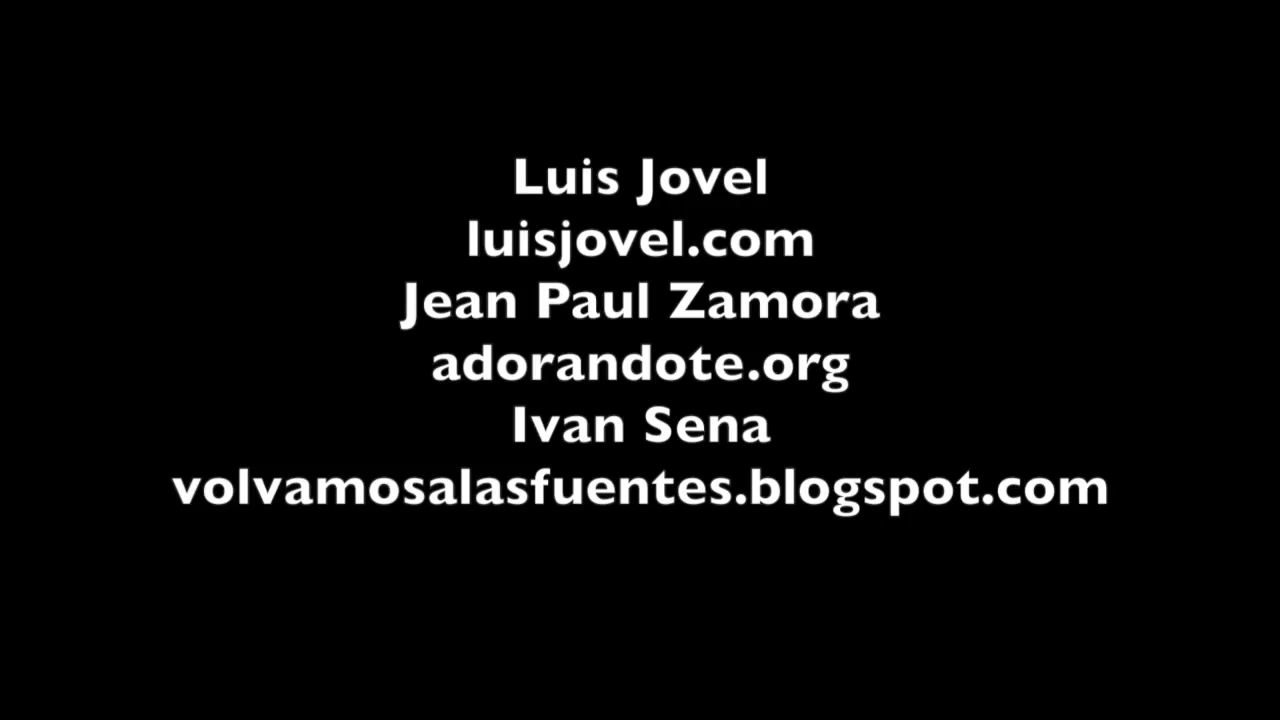 Luis Jovel
luisjovel.com
Jean Paul Zamora
adorandote.org
Ivan Sena
volvamosalasfuentes.blogspot.com